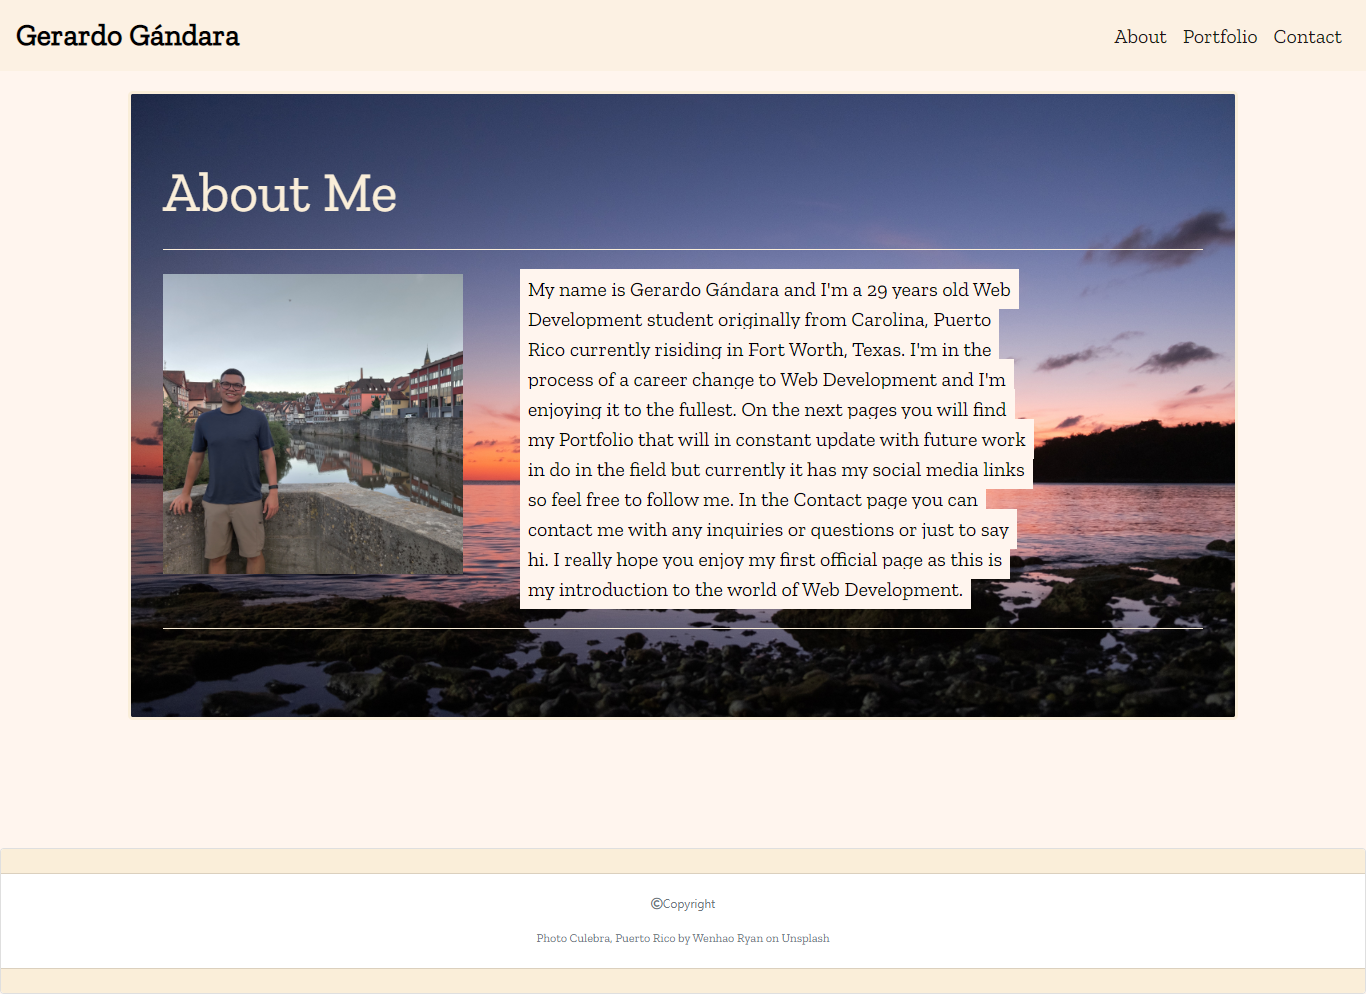 Gerardo Gándara
About Portfolio Contact
About Me
My name is Gerardo Gándara and I'm a 29 years old Web
Development student originally from Carolina, Puerto
Rico currently risiding in Fort Worth, Texas. I'm in the
process of a career change to Web Development and I'm
enjoying it to the fullest. On the next pages you will find
my Portfolio that will in constant update with future work
in do in the field but currently it has my social media links
so feel free to follow me. In the Contact page you can
contact me with any inquiries or questions or just to say
hi. I really hope you enjoy my first official page as this is
my introduction to the world of Web Development.
©Copyright
Photo Culebra, Puerto Rico by Wenhao Ryan on Unsplash